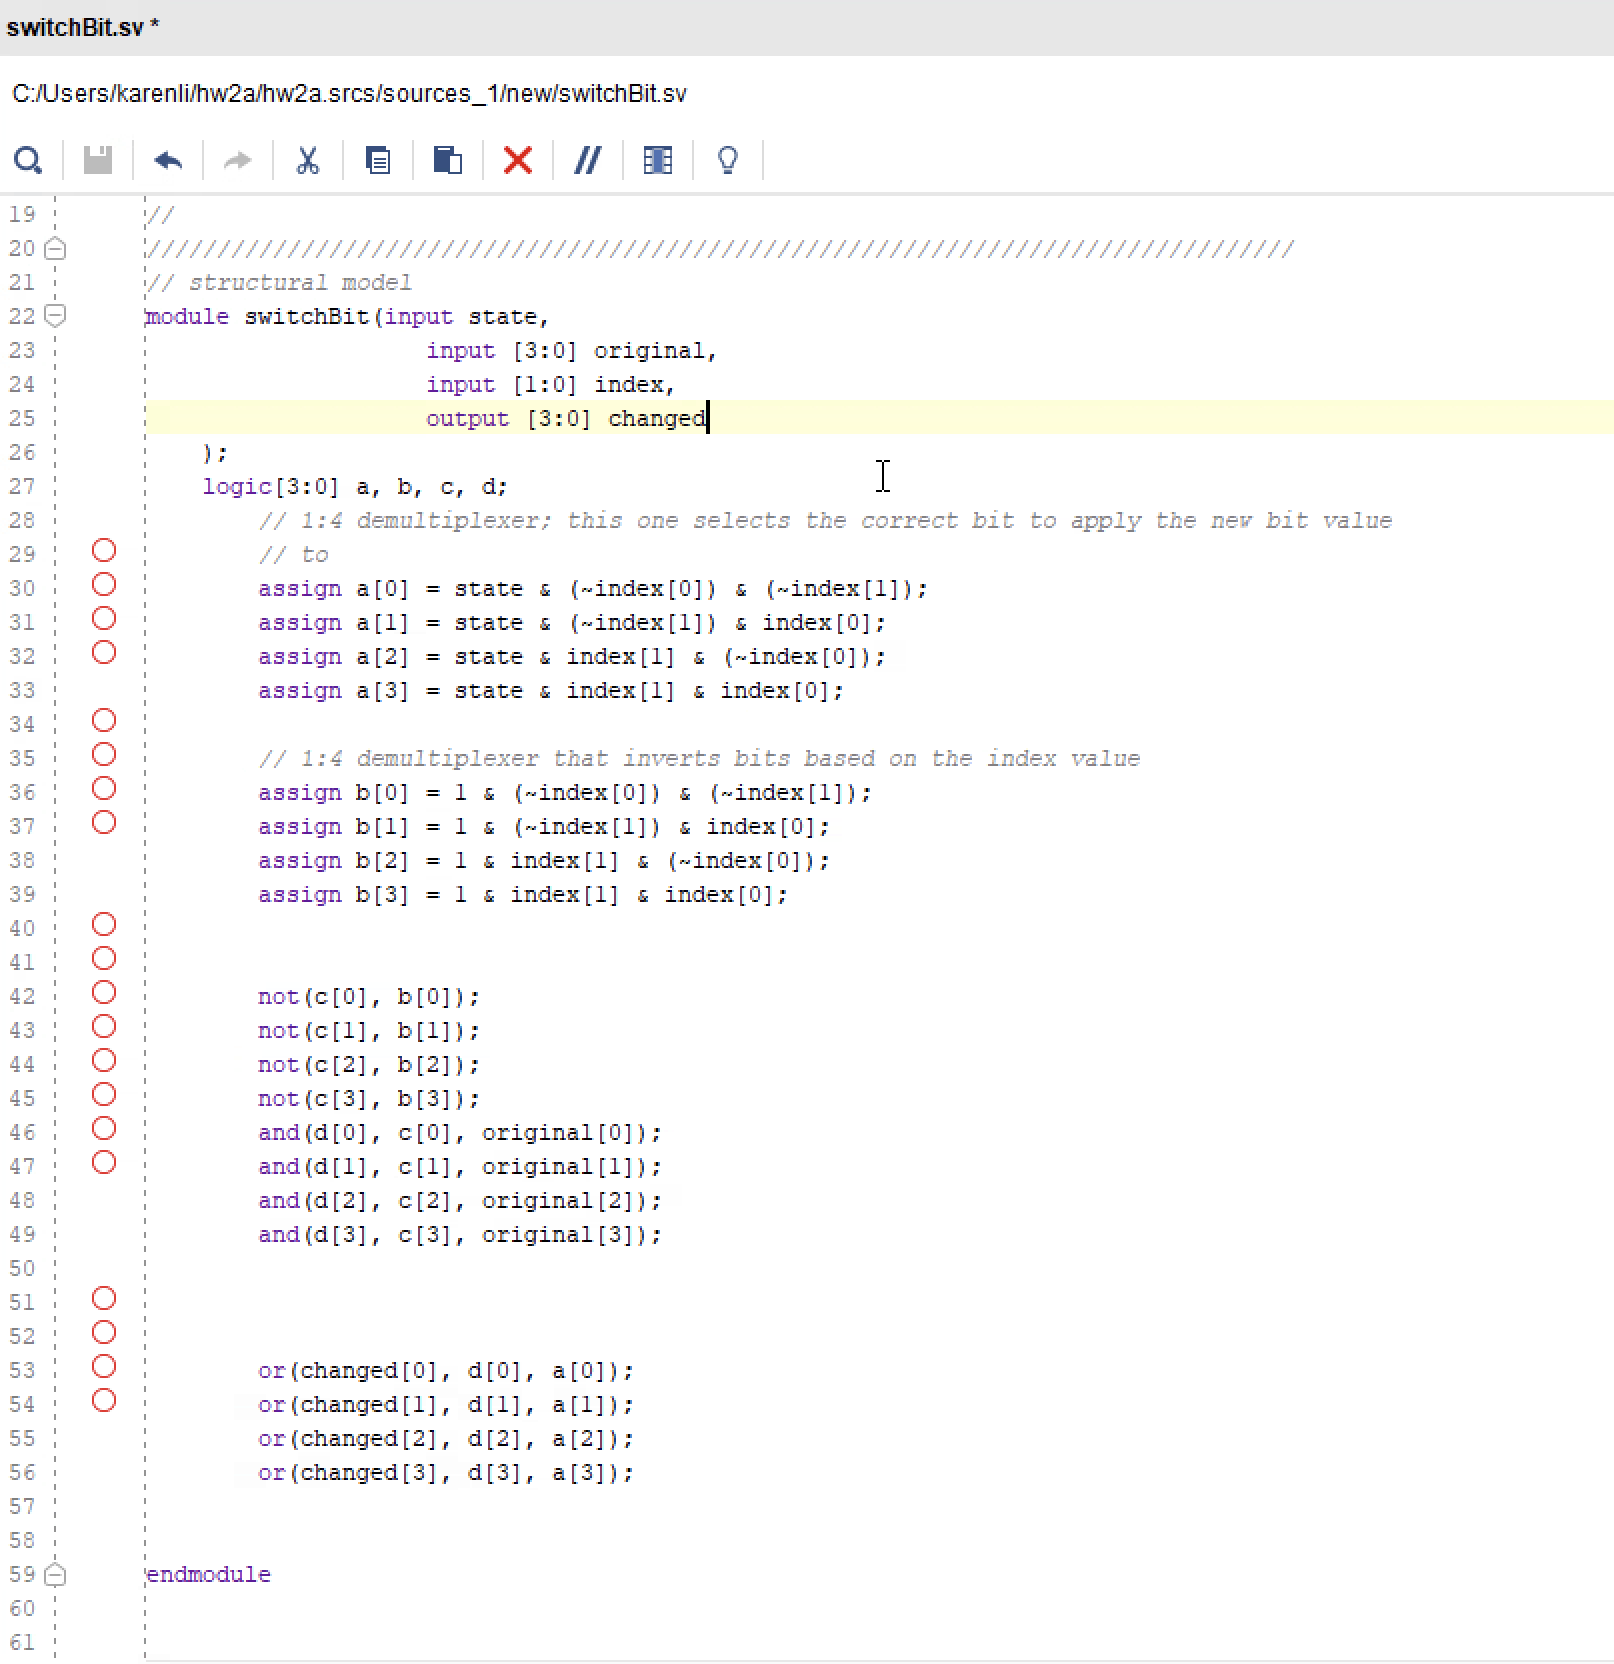 switchBit.sv *
C:/Users/karenli/hw2a/hw2a.srcs/sources_1/new/switchBit.sv
19 //
20 //////////////////////////////////////////////////////////////////////////////////
21 // structural model
22 module switchBit(input state,
23 input [3:0] original,
24 input [1:0] index,
25 output [3:0] changed
26 );
27 logic[3:0] a, b, c, d;
28 // 1:4 demultiplexer; this one selects the correct bit to apply the new bit value
29 // to
30 assign a[0] = state & (~index[0]) & (~index[1]);
31 assign a[1] = state & (~index[1]) & index[0];
32 assign a[2] = state & index[1] & (~index[0]);
33 assign a[3] = state & index[1] & index[0];
34
35 // 1:4 demultiplexer that inverts bits based on the index value
36 assign b[0] = 1 & (~index[0]) & (~index[1]);
37 assign b[1] = 1 & (~index[1]) & index[0];
38 assign b[2] = 1 & index[1] & (~index[0]);
39 assign b[3] = 1 & index[1] & index[0];
40
41
42 not(c[0], b[0]);
43 not(c[1], b[1]);
44 not(c[2], b[2]);
45 not(c[3], b[3]);
46 and(d[0], c[0], original[0]);
47 and(d[1], c[1], original[1]);
48 and(d[2], c[2], original[2]);
49 and(d[3], c[3], original[3]);
50
51
52
53 or(changed[0], d[0], a[0]);
54 or(changed[1], d[1], a[1]);
55 or(changed[2], d[2], a[2]);
56 or(changed[3], d[3], a[3]);
57
58
59 endmodule
60
61